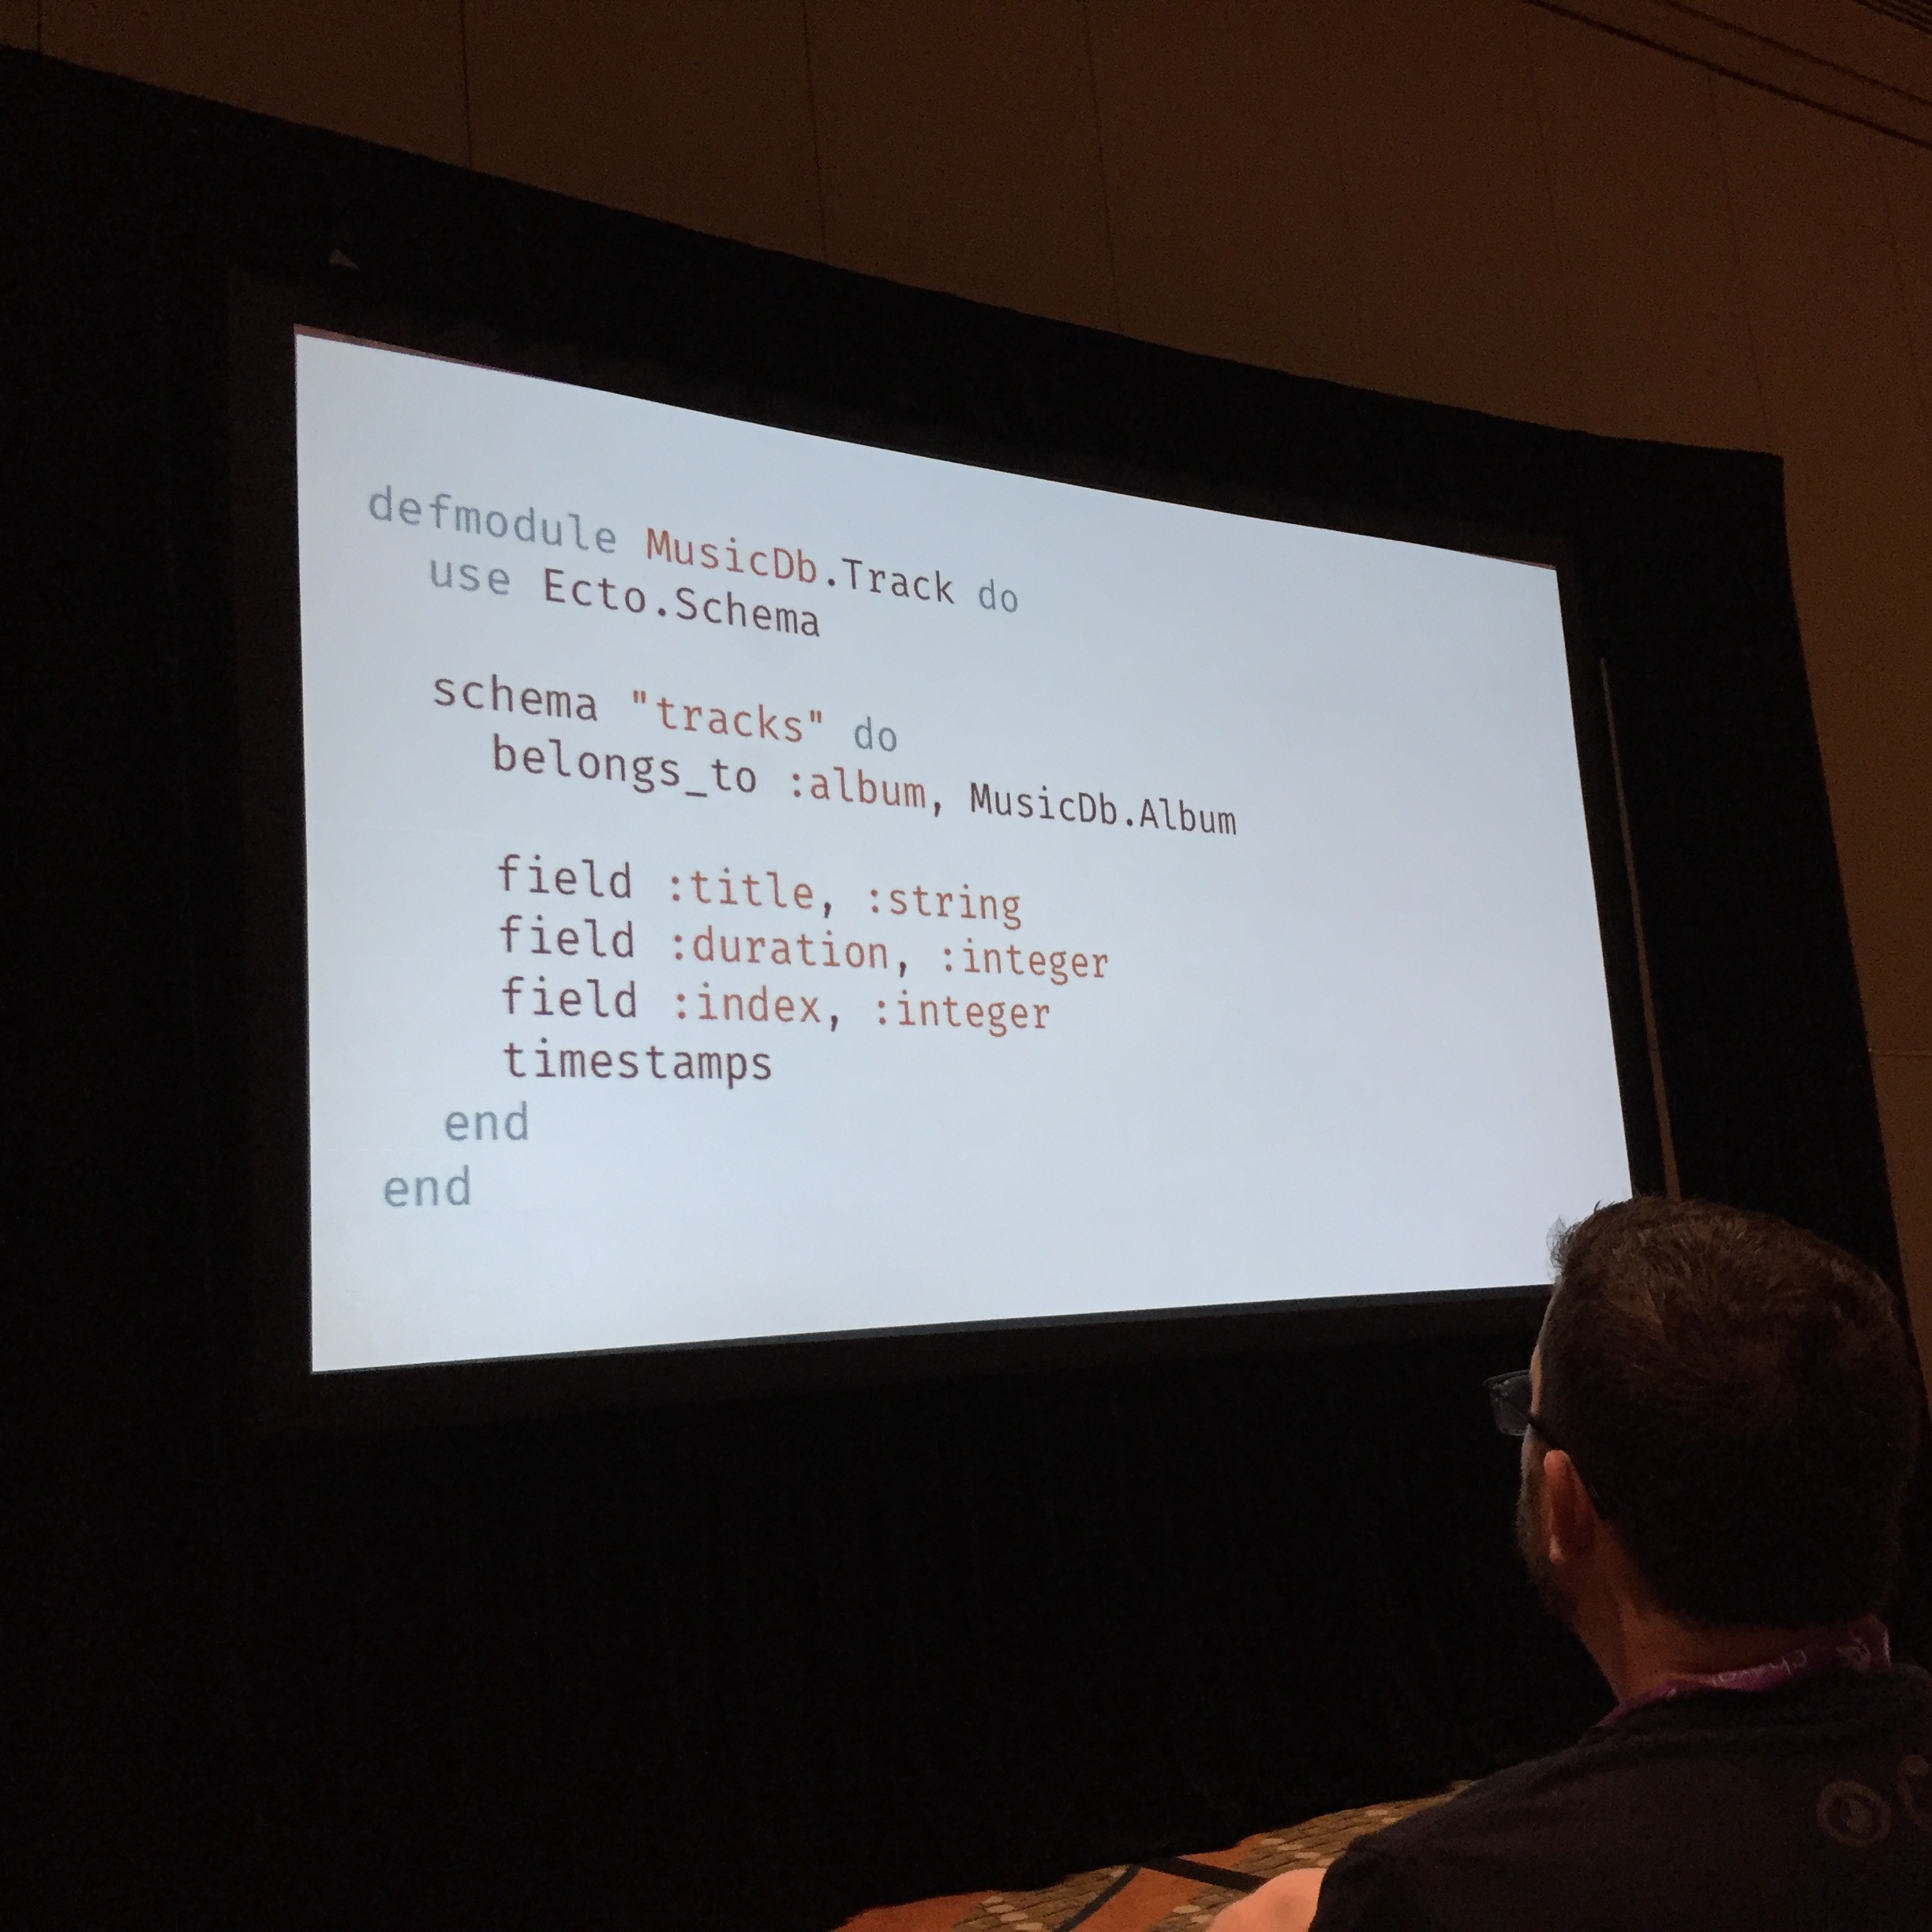 defmodule MusicDb.Track do
use Ecto.Schema
schema "tracks" do
belongs_to :album, MusicDb.Album
field :title, :string
field :duration, :integer
field :index, :integer
timestamps
end
end